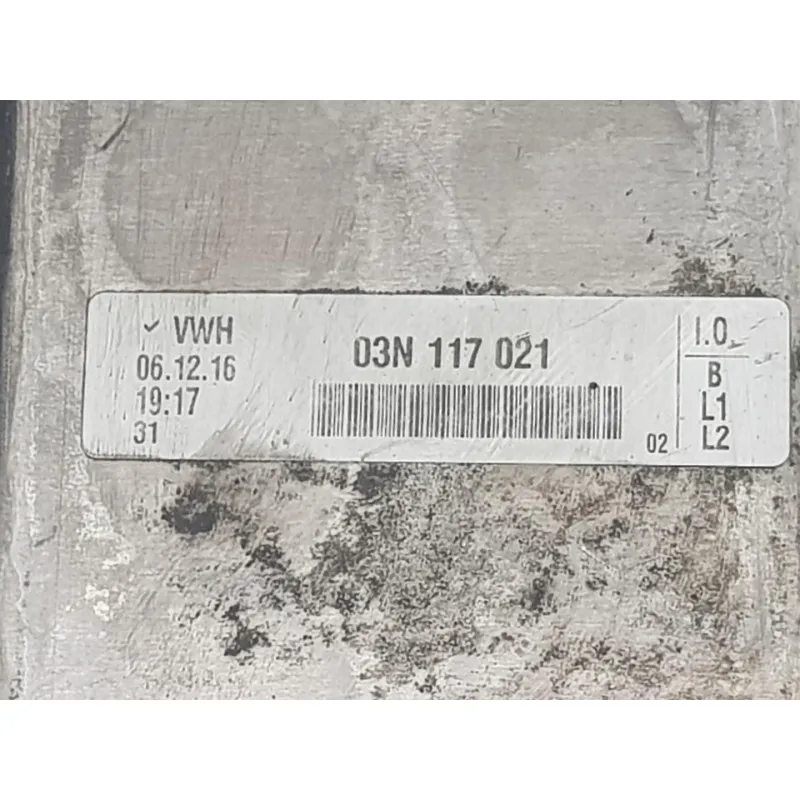 ✓ VWH
06.12.16
19:17
31
03N 117 021
02
I.O.
B
L1
L2